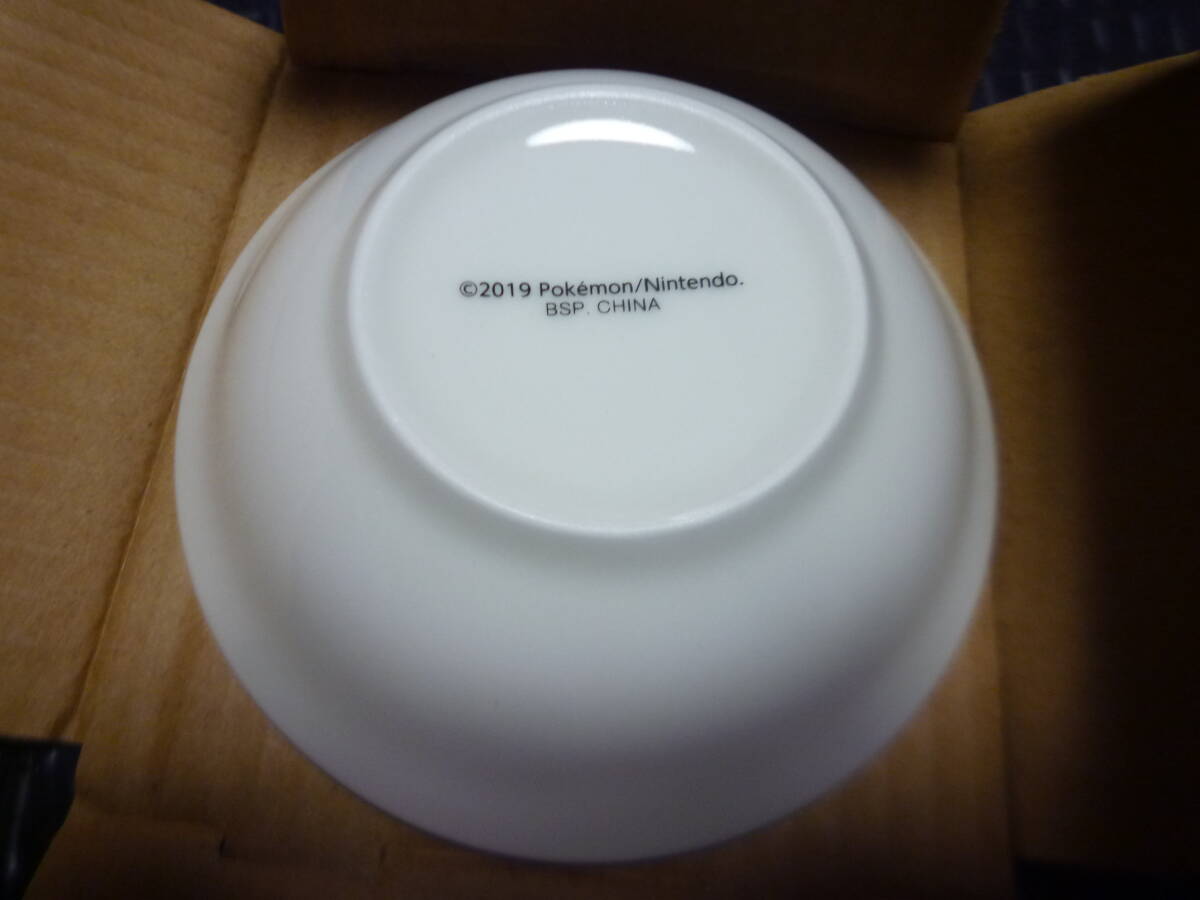 ©2019 Pokémon/Nintendo.
BSP. CHINA